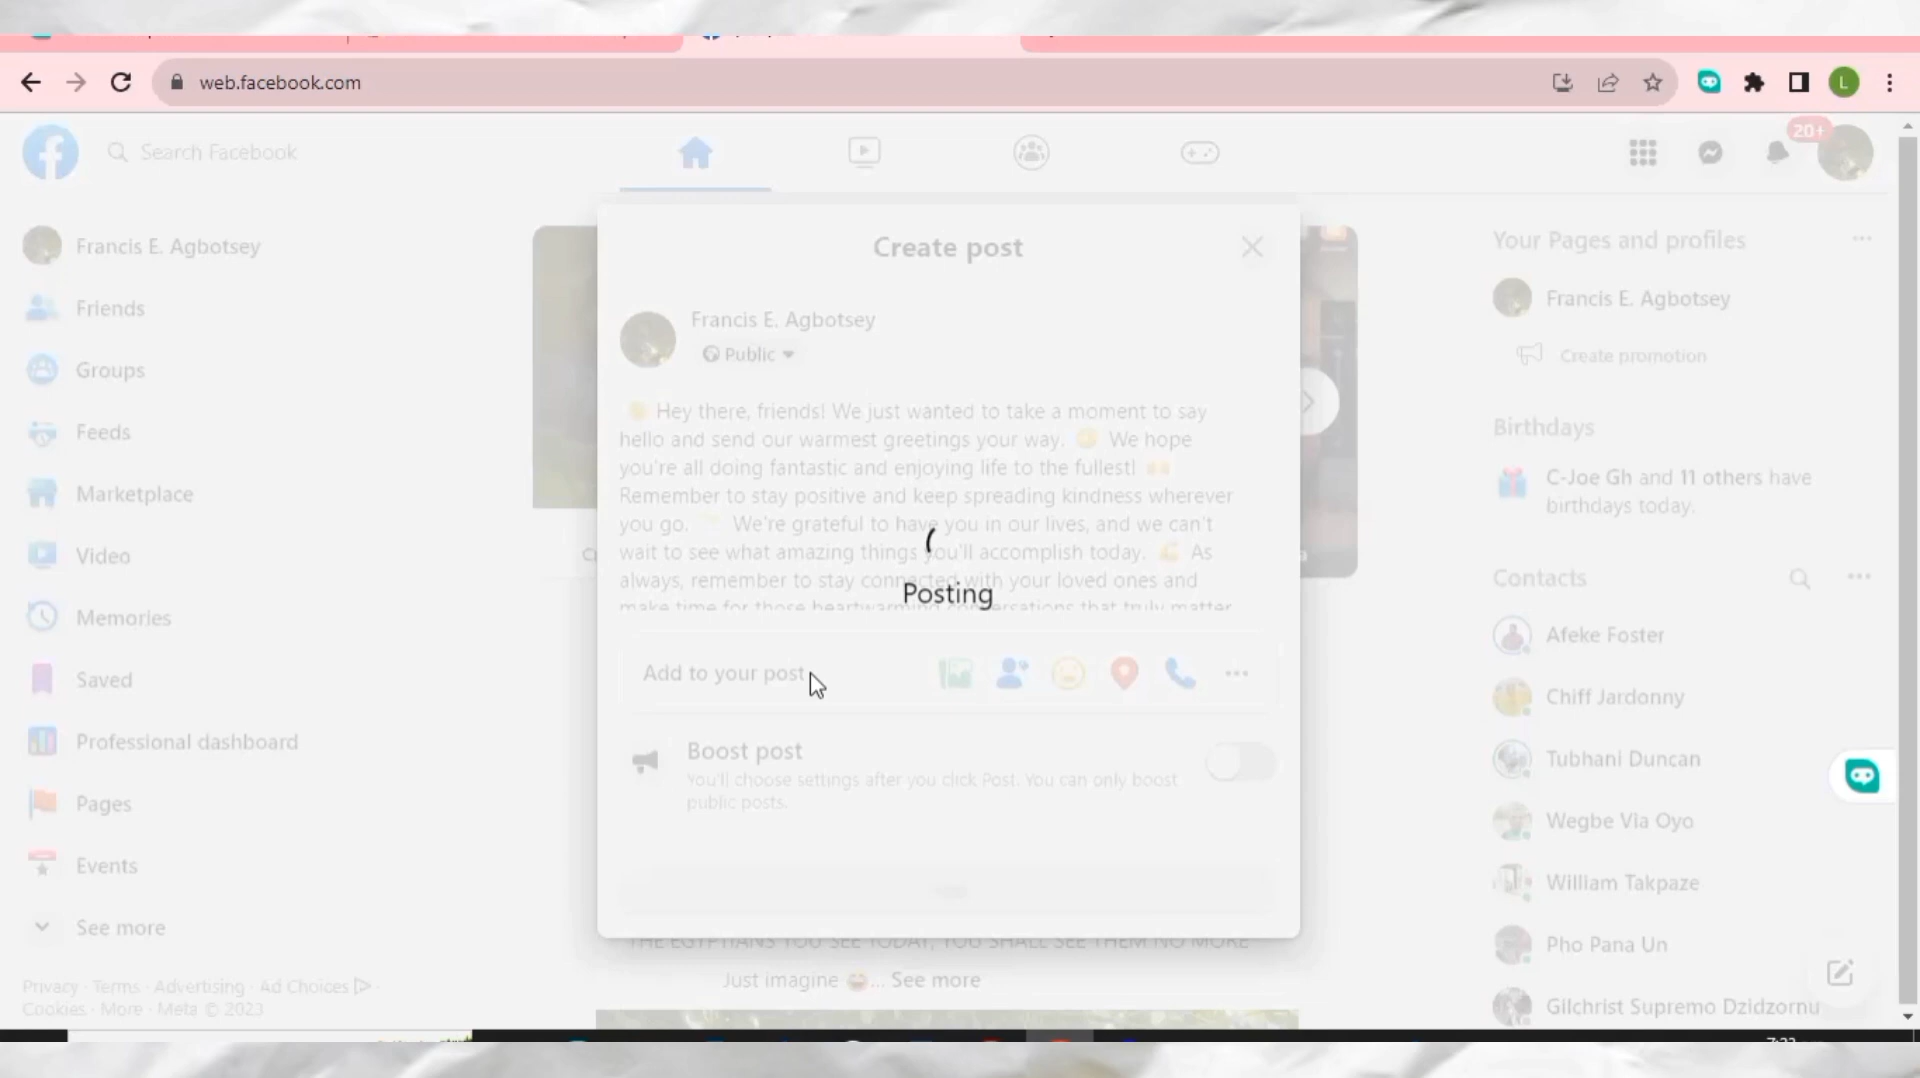 web.facebook.com
L
Search Facebook
20+
Francis E. Agbotsey
Friends
Groups
Feeds
Marketplace
Video
Memories
Saved
Professional dashboard
Pages
Events
See more
Privacy · Terms · Advertising · Ad Choices ·
Cookies · More · Meta © 2023
Create post
Francis E. Agbotsey
Public
Hey there, friends! We just wanted to take a moment to say
hello and send our warmest greetings your way. We hope
you're all doing fantastic and enjoying life to the fullest!
Remember to stay positive and keep spreading kindness wherever
you go. We're grateful to have you in our lives, and we can't
wait to see what amazing things you'll accomplish today. As
always, remember to stay connected with your loved ones and
make time for those heartwarming conversations that truly matter
Posting
Add to your post
Boost post
You'll choose settings after you click Post. You can only boost
public posts.
THE EGYPTIANS YOU SEE TODAY, YOU SHALL SEE THEM NO MORE
Just imagine 😂... See more
Your Pages and profiles
Francis E. Agbotsey
Create promotion
Birthdays
C-Joe Gh and 11 others have
birthdays today.
Contacts
Afeke Foster
Chiff Jardonny
Tubhani Duncan
Wegbe Via Oyo
William Takpaze
Pho Pana Un
Gilchrist Supremo Dzidzornu